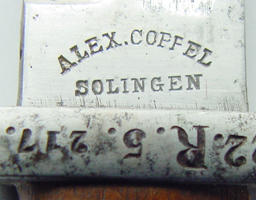 ALEX. COPPEL
SOLINGEN
22. R. 5. 217.